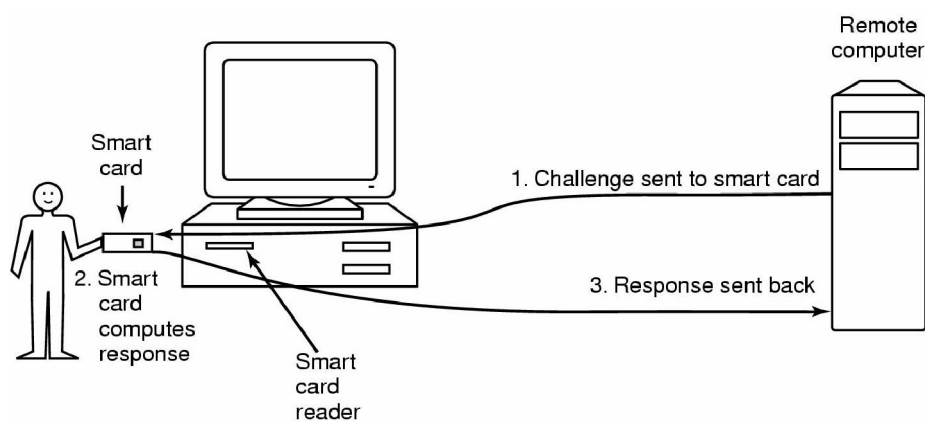 Remote
computer
Smart
card
1. Challenge sent to smart card
2. Smart
card
computes
response
3. Response sent back
Smart
card
reader